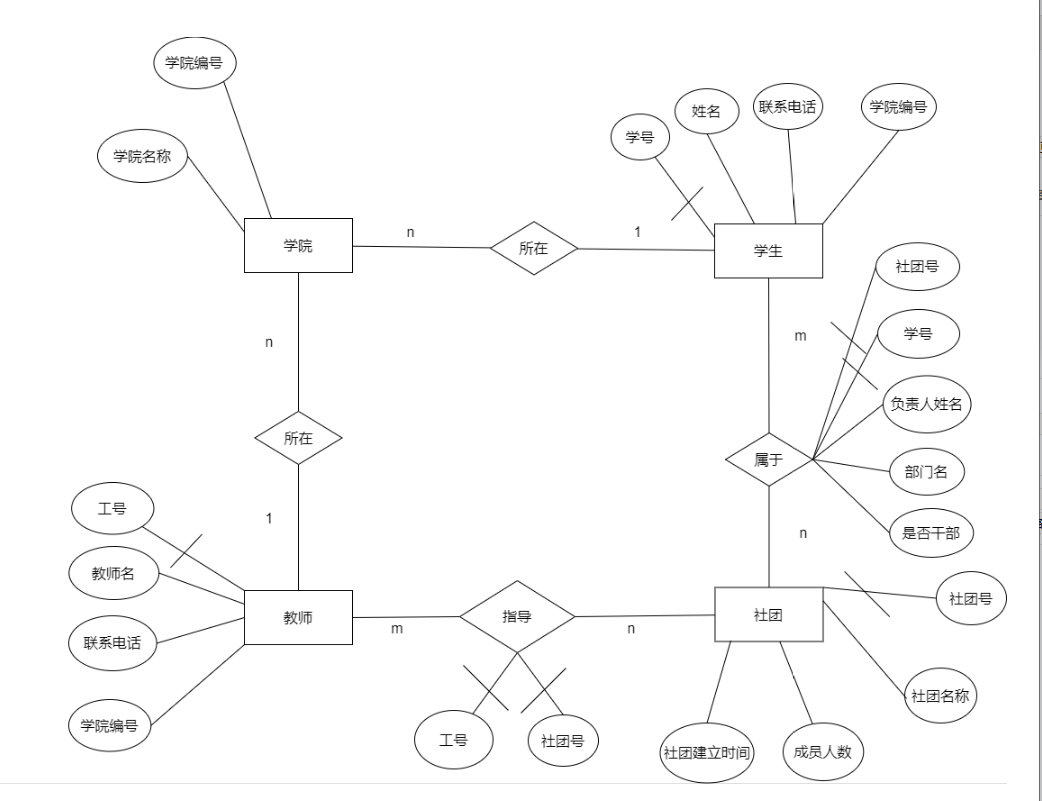 学院编号
学院名称
学号
姓名
联系电话
学院编号
学院
n
所在
1
学生
社团号
m
学号
n
负责人姓名
所在
属于
部门名
工号
1
n
是否干部
教师名
社团号
教师
m
指导
n
社团
联系电话
社团名称
学院编号
工号
社团号
社团建立时间
成员人数